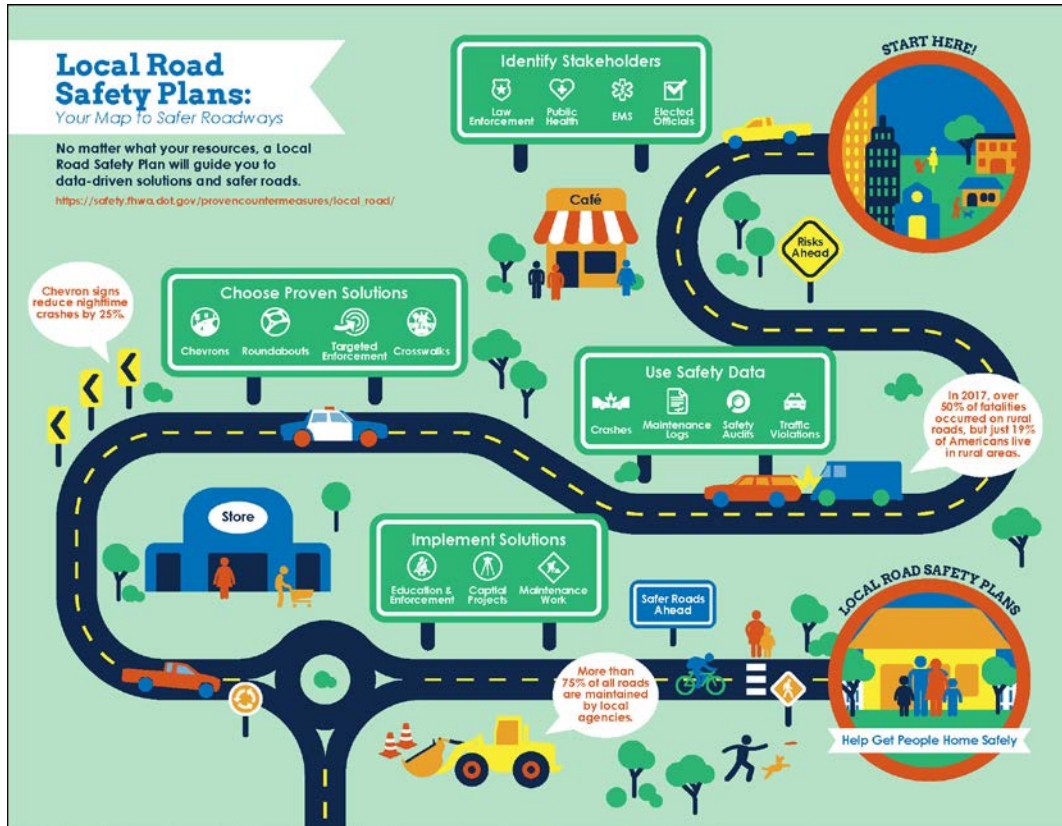 Local Road
Safety Plans:
Your Map to Safer Roadways
No matter what your resources, a Local
Road Safety Plan will guide you to
data-driven solutions and safer roads.
https://safety.fhwa.dot.gov/provencountermeasures/local_road/
START HERE!
Identify Stakeholders
Law
Enforcement
Public
Health
EMS
Elected
Officials
Café
Risks
Ahead
Use Safety Data
Crashes
Maintenance
Logs
Safety
Audits
Traffic
Violations
In 2017, over
50% of fatalities
occurred on rural
roads, but just 19%
of Americans live
in rural areas.
Choose Proven Solutions
Chevrons
Roundabouts
Targeted
Enforcement
Crosswalks
Chevron signs
reduce nighttime
crashes by 25%.
Store
Implement Solutions
Education &
Enforcement
Captial
Projects
Maintenance
Work
More than
75% of all roads
are maintained
by local
agencies.
Safer Roads
Ahead
LOCAL ROAD SAFETY PLANS
Help Get People Home Safely